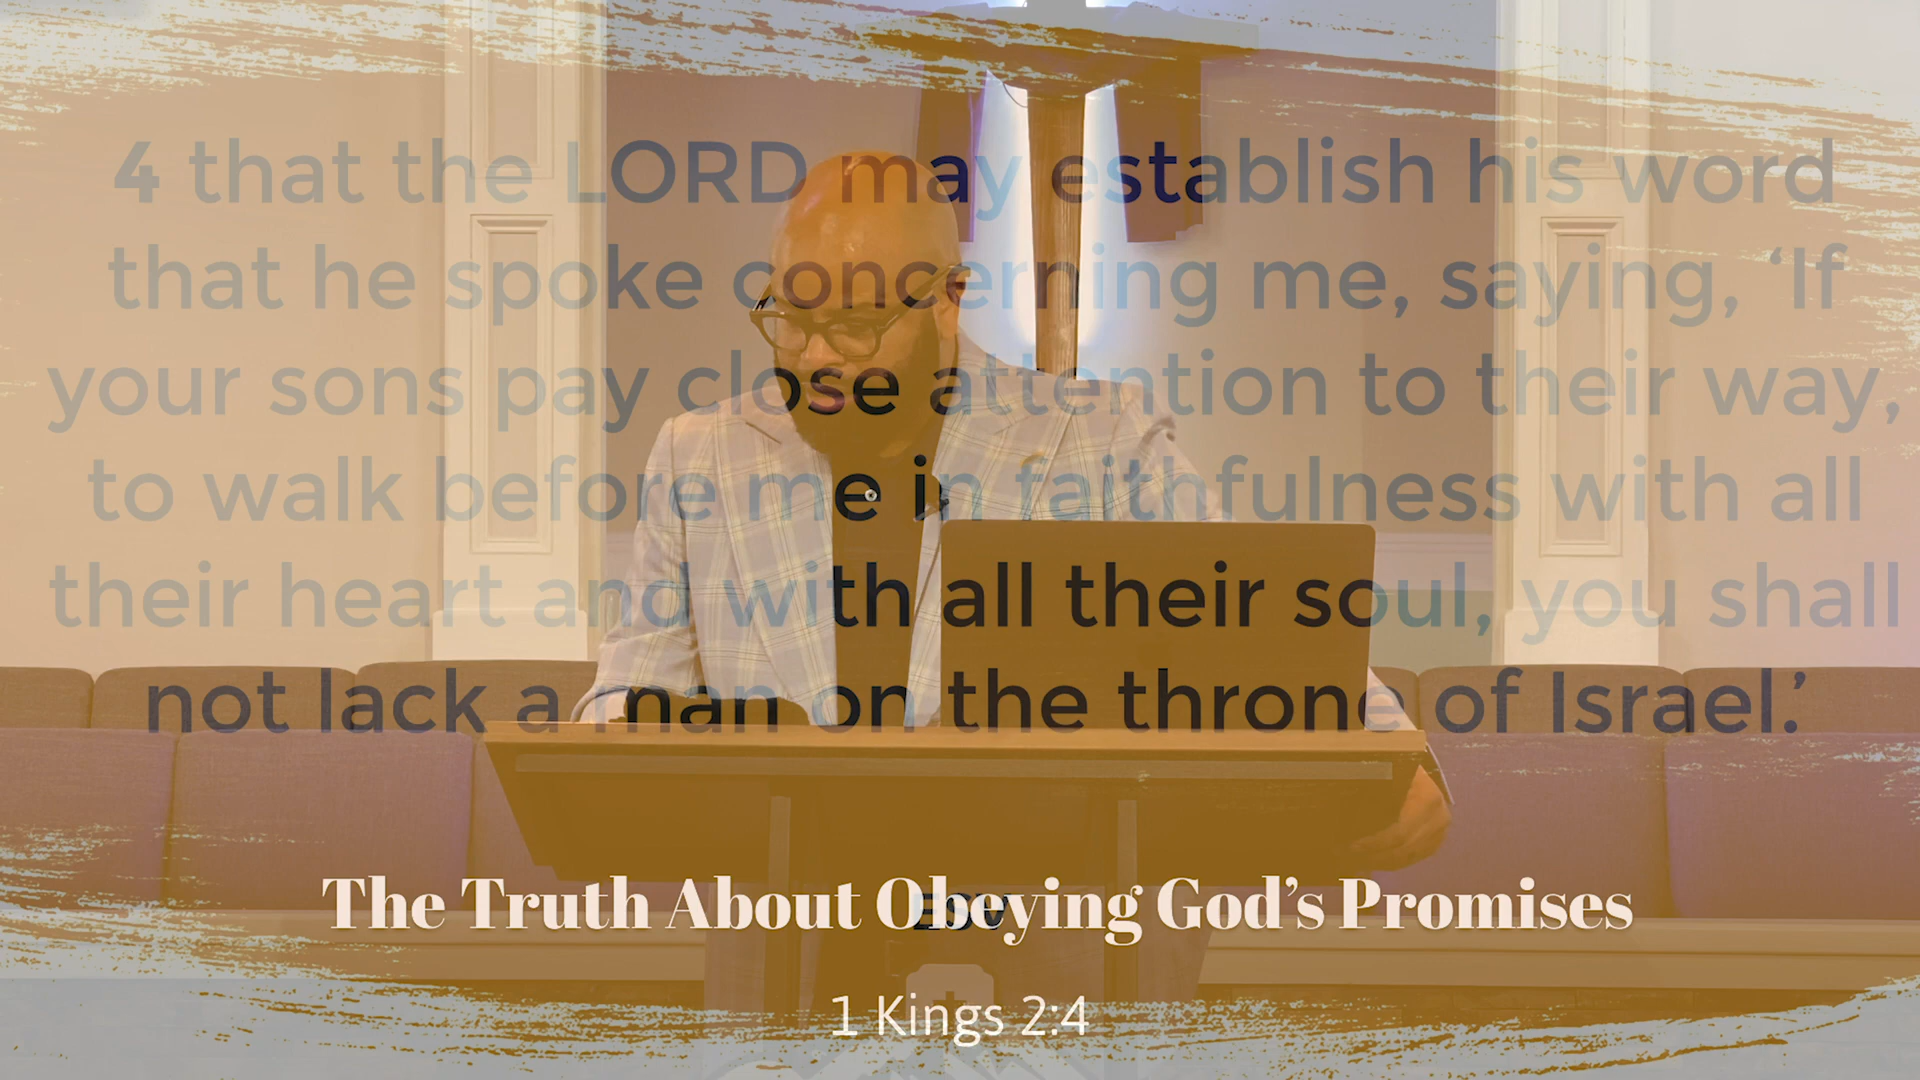 4 that the LORD may establish his word
that he spoke concerning me, saying, ‘If
your sons pay close attention to their way,
to walk before me in faithfulness with all
their heart and with all their soul, you shall
not lack a man on the throne of Israel.’
The Truth About Obeying God’s Promises
ESV
1 Kings 2:4